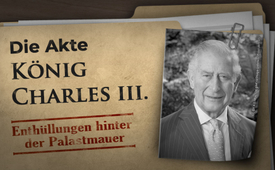 Die Akte
KÖNIG
CHARLES III.
Enthüllungen hinter
der Palastmauer